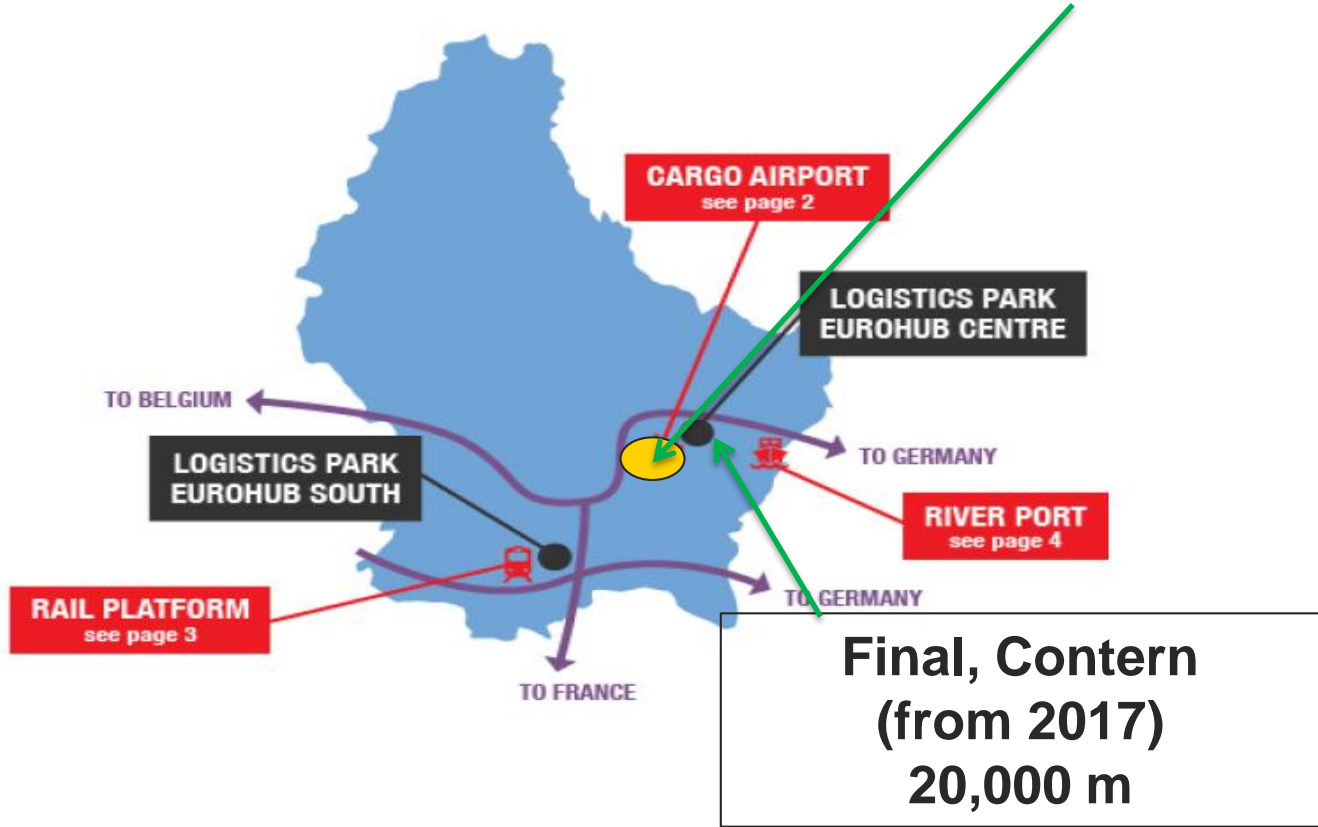 CARGO AIRPORT
see page 2
LOGISTICS PARK
EUROHUB CENTRE
TO BELGIUM
LOGISTICS PARK
EUROHUB SOUTH
TO GERMANY
RIVER PORT
see page 4
RAIL PLATFORM
see page 3
TO GERMANY
TO FRANCE
Final, Contern
(from 2017)
20,000 m